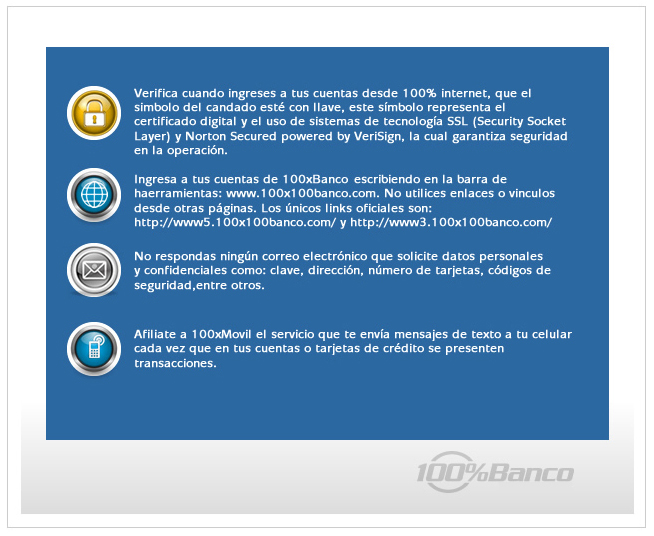 Verifica cuando ingreses a tus cuentas desde 100% internet, que el
simbolo del candado esté con llave, este símbolo representa el
certificado digital y el uso de sistemas de tecnología SSL (Security Socket
Layer) y Norton Secured powered by VeriSign, la cual garantiza seguridad
en la operación.
Ingresa a tus cuentas de 100xBanco escribiendo en la barra de
haerramientas: www.100x100banco.com. No utilices enlaces o vinculos
desde otras páginas. Los únicos links oficiales son:
http://www5.100x100banco.com/ y http://www3.100x100banco.com/
No respondas ningún correo electrónico que solicite datos personales
y confidenciales como: clave, dirección, número de tarjetas, códigos de
seguridad,entre otros.
Afiliate a 100xMovil el servicio que te envía mensajes de texto a tu celular
cada vez que en tus cuentas o tarjetas de crédito se presenten
transacciones.
100%Banco